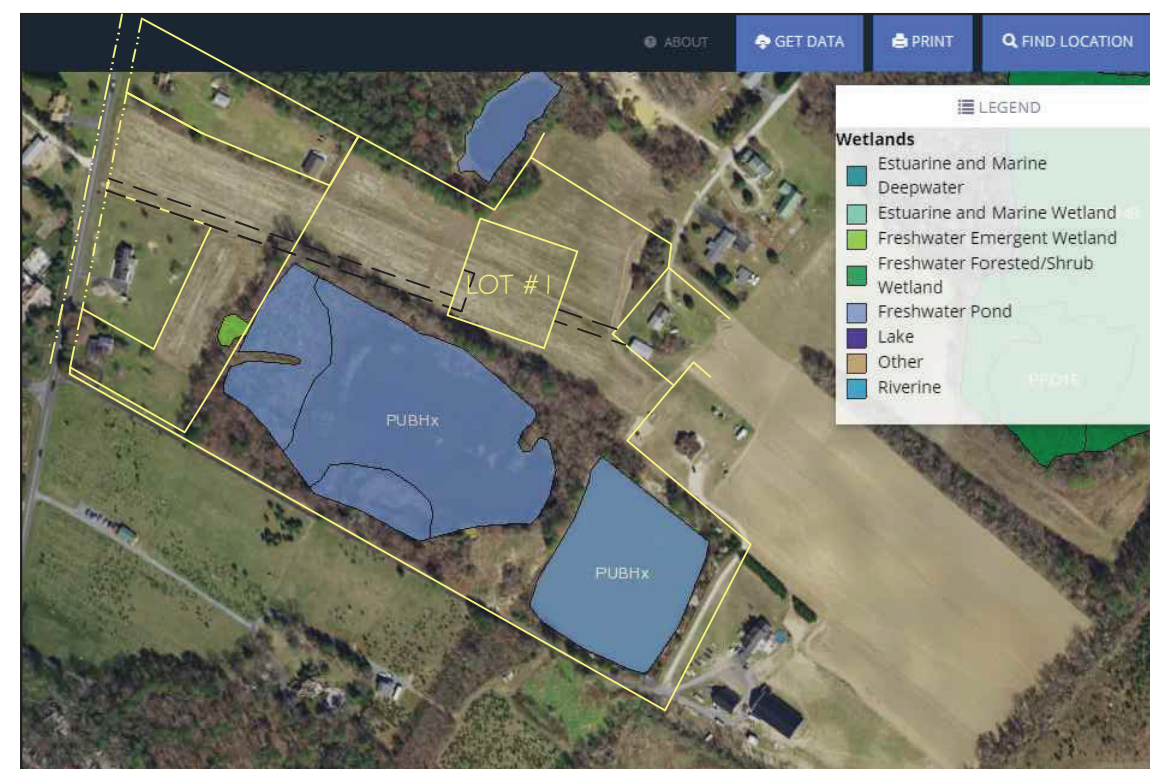 ABOUT
GET DATA
PRINT
FIND LOCATION
LEGEND
Wetlands
Estuarine and Marine
Deepwater
Estuarine and Marine Wetland
Freshwater Emergent Wetland
Freshwater Forested/Shrub
Wetland
Freshwater Pond
Lake
Other
Riverine
LOT # 1
PUBHx
PUBHx